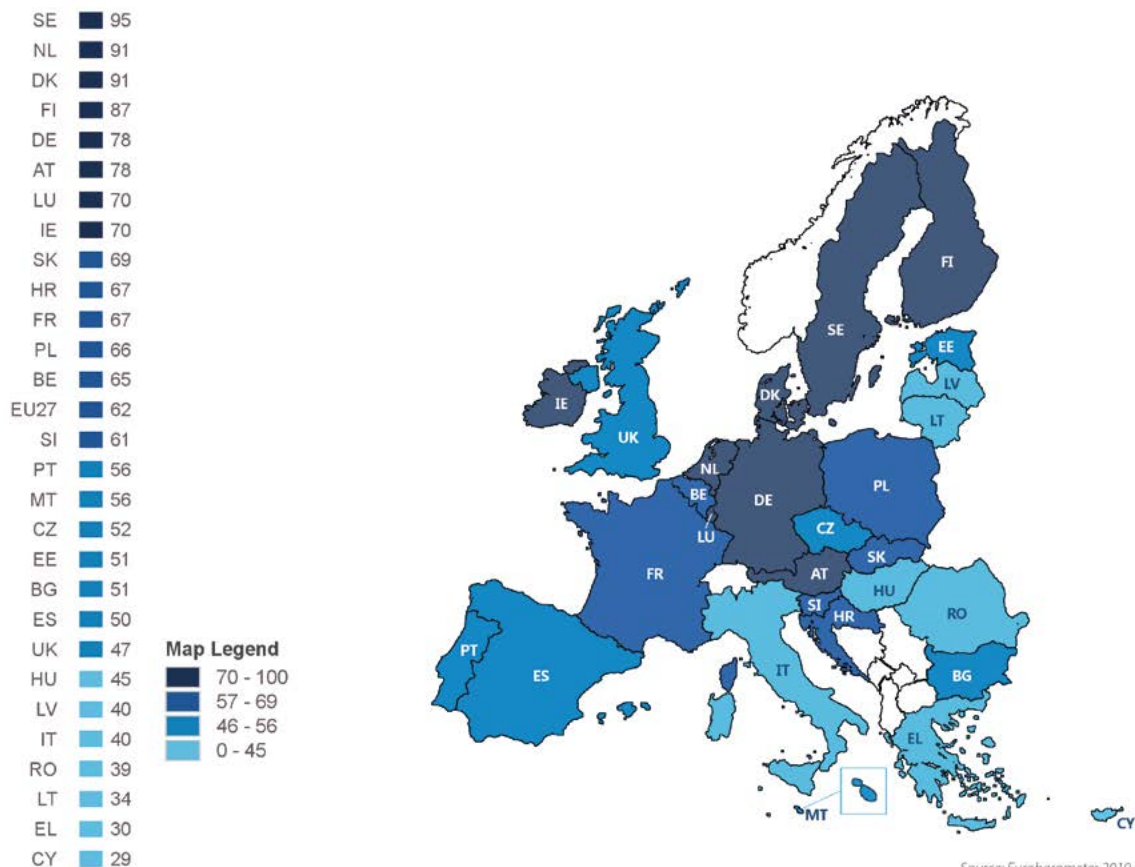 SE 95
NL 91
DK 91
FI 87
DE 78
AT 78
LU 70
IE 70
SK 69
HR 67
FR 67
PL 66
BE 65
EU27 62
SI 61
PT 56
MT 56
CZ 52
EE 51
BG 51
ES 50
UK 47
HU 45
LV 40
IT 40
RO 39
LT 34
EL 30
CY 29
Map Legend
70 - 100
57 - 69
46 - 56
0 - 45
FI
SE
EE
LV
LT
DK
IE
UK
NL
BE
DE
PL
LU
CZ
SK
FR
AT
HU
SI
HR
RO
PT
ES
IT
BG
EL
MT
CY
Source: Eurobarometer 2019